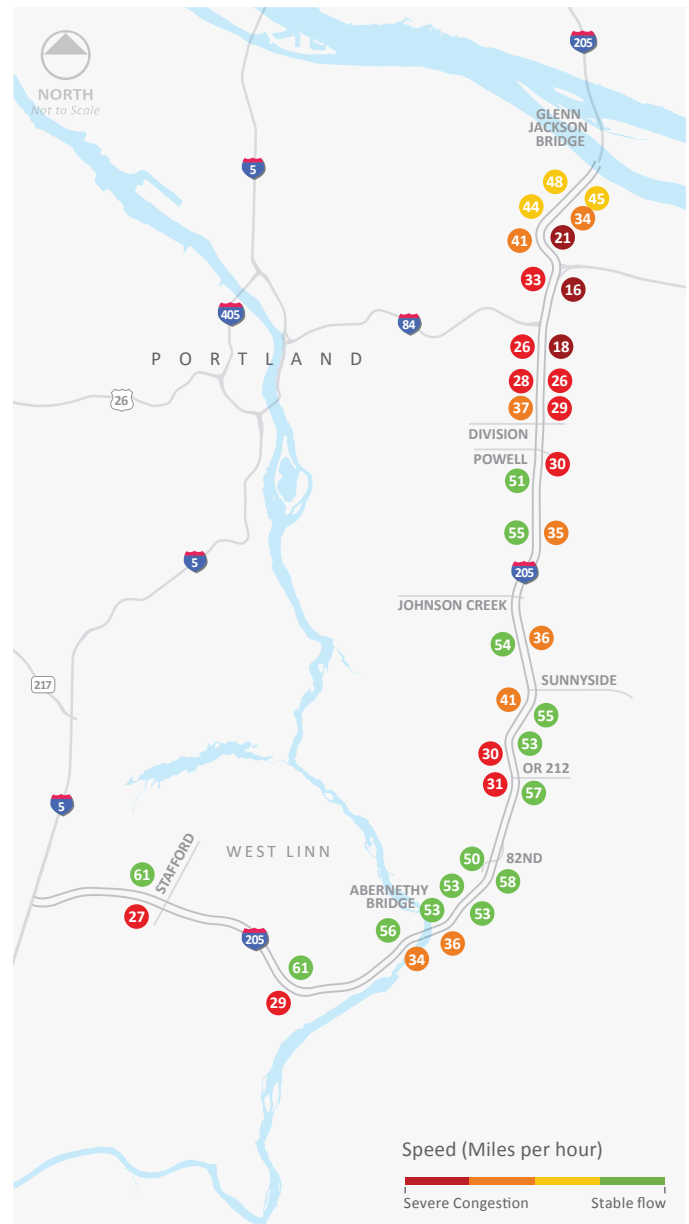 205
NORTH
Not to Scale
GLENN
JACKSON
BRIDGE
5
48
45
44
34
41
21
33
16
405
84
26
18
PORTLAND
28
26
26
37
29
DIVISION
POWELL
30
51
55
35
5
205
JOHNSON CREEK
54
36
217
SUNNYSIDE
41
55
53
30
OR 212
31
57
5
STAFFORD
WEST LINN
50
82ND
61
53
58
ABERNETHY
BRIDGE
53
53
27
56
205
36
34
61
29
Speed (Miles per hour)
Severe Congestion
Stable flow